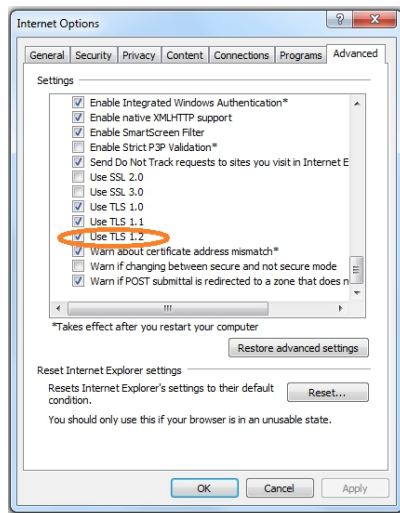 Internet Options
General Security Privacy Content Connections Programs Advanced
Settings
Enable Integrated Windows Authentication*
Enable native XMLHTTP support
Enable SmartScreen Filter
Enable Strict P3P Validation*
Send Do Not Track requests to sites you visit in Internet E
Use SSL 2.0
Use SSL 3.0
Use TLS 1.0
Use TLS 1.1
Use TLS 1.2
Warn about certificate address mismatch*
Warn if changing between secure and not secure mode
Warn if POST submittal is redirected to a zone that does n
*Takes effect after you restart your computer
Restore advanced settings
Reset Internet Explorer settings
Resets Internet Explorer's settings to their default
condition.
Reset...
You should only use this if your browser is in an unusable state.
OK Cancel Apply